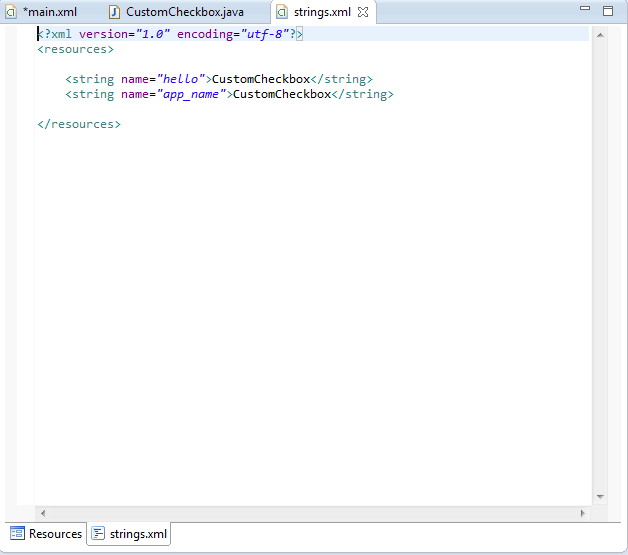 *main.xml CustomCheckbox.java strings.xml
<?xml version="1.0" encoding="utf-8"?>
<resources>
<string name="hello">CustomCheckbox</string>
<string name="app_name">CustomCheckbox</string>
</resources>
Resources strings.xml